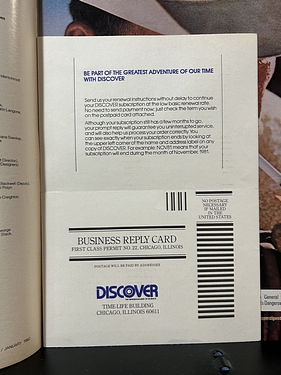 BE PART OF THE GREATEST ADVENTURE OF OUR TIME
WITH DISCOVER
Send us your renewal instructions without delay to continue
your DISCOVER subscription at the low basic renewal rate.
No need to send payment now, just check the term you wish
on the postpaid card attached.
Although your subscription still has a few months to go,
your prompt reply will guarantee you uninterrupted service,
and will also help us process your order correctly. You
can see exactly when your subscription ends by looking at
the upper left corner of the name and address label on any
copy of DISCOVER. For example: NOV81 means that your
subscription will end during the month of November, 1981.
NO POSTAGE
NECESSARY
IF MAILED
IN THE
UNITED STATES
BUSINESS REPLY CARD
FIRST CLASS PERMIT NO. 22, CHICAGO, ILLINOIS
POSTAGE WILL BE PAID BY ADDRESSEE
DISCOVER
TIME-LIFE BUILDING
CHICAGO, ILLINOIS 60611
General
JANUARY